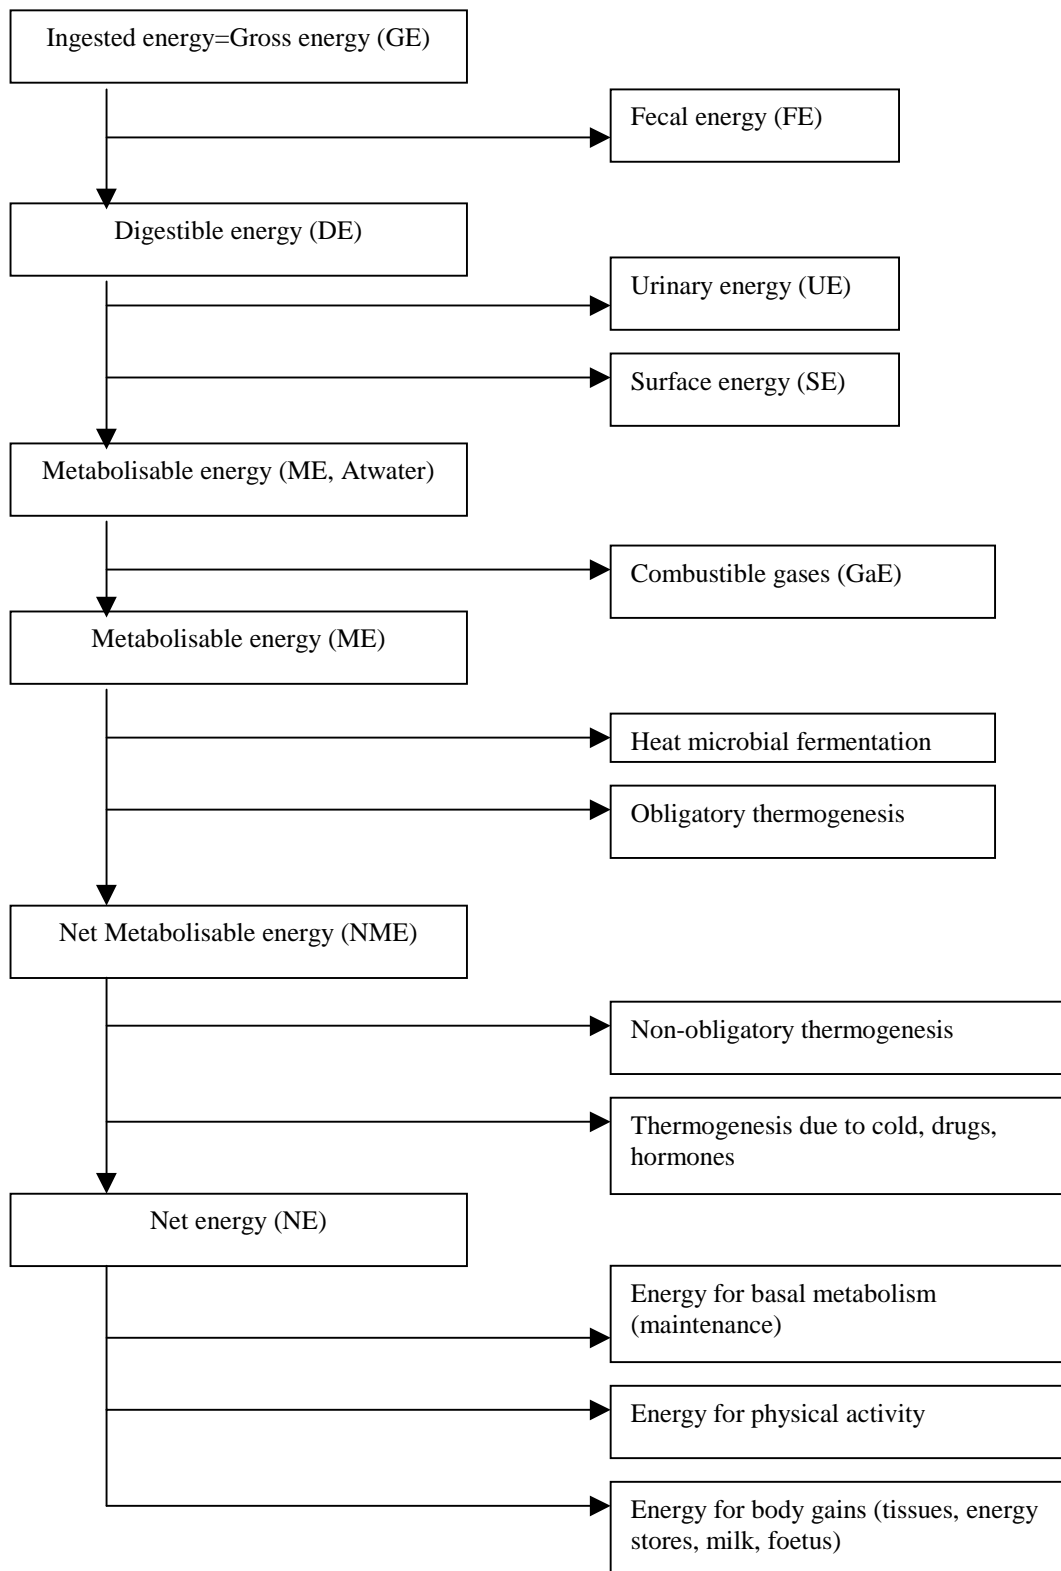 Ingested energy=Gross energy (GE)
Fecal energy (FE)
Digestible energy (DE)
Urinary energy (UE)
Surface energy (SE)
Metabolisable energy (ME, Atwater)
Combustible gases (GaE)
Metabolisable energy (ME)
Heat microbial fermentation
Obligatory thermogenesis
Net Metabolisable energy (NME)
Non-obligatory thermogenesis
Thermogenesis due to cold, drugs,
hormones
Net energy (NE)
Energy for basal metabolism
(maintenance)
Energy for physical activity
Energy for body gains (tissues, energy
stores, milk, foetus)